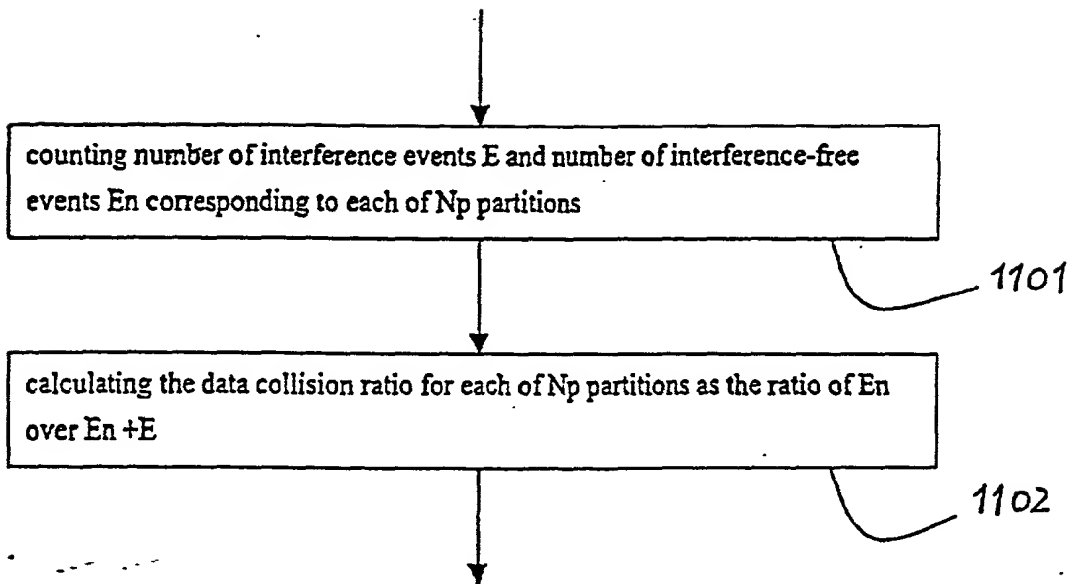 counting number of interference events E and number of interference-free
events En corresponding to each of Np partitions
1101
calculating the data collision ratio for each of Np partitions as the ratio of En
over En +E
1102